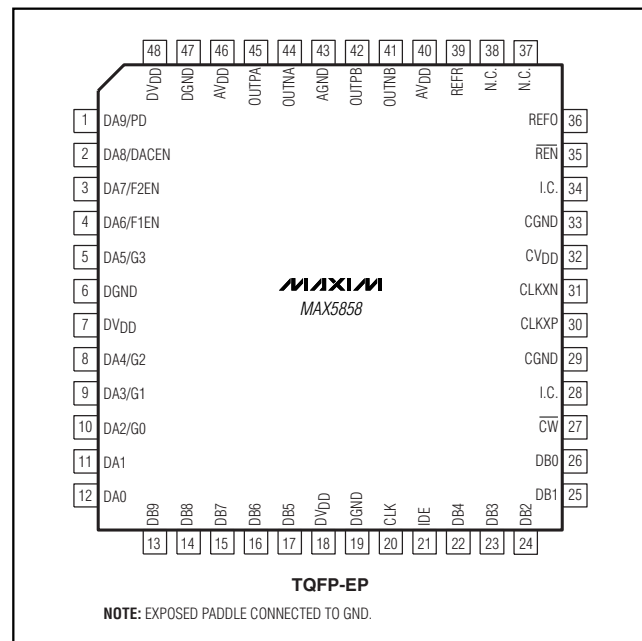 48 47 46 45 44 43 42 41 40 39 38 37
DVDD DGND AVDD OUTPA OUTNA AGND OUTPB OUTNB AVDD REFR N.C. N.C.
1 DA9/PD
2 DA8/DACEN
3 DA7/F2EN
4 DA6/F1EN
5 DA5/G3
6 DGND
7 DVDD
8 DA4/G2
9 DA3/G1
10 DA2/G0
11 DA1
12 DA0
MAXIM
MAX5858
REFO 36
REN 35
I.C. 34
CGND 33
CVDD 32
CLKXN 31
CLKXP 30
CGND 29
I.C. 28
CW 27
DB0 26
DB1 25
DB9 DB8 DB7 DB6 DB5 DVDD DGND CLK IDE DB4 DB3 DB2
13 14 15 16 17 18 19 20 21 22 23 24
TQFP-EP
NOTE: EXPOSED PADDLE CONNECTED TO GND.